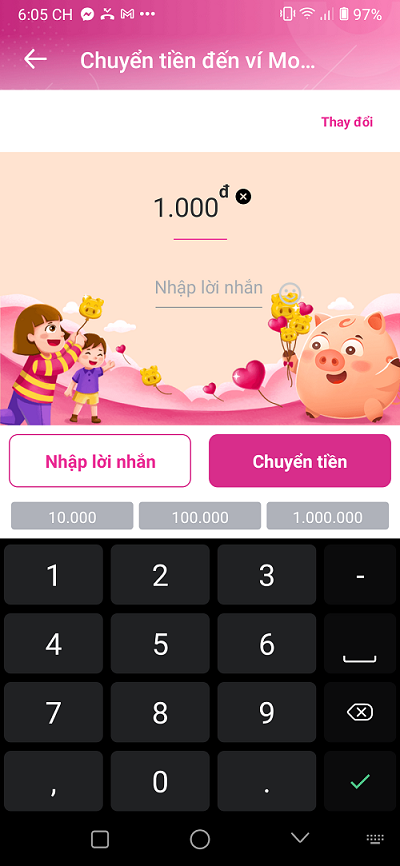 6:05 CH 97%
Chuyển tiền đến ví Mo...
Thay đổi
1.000đ
Nhập lời nhắn
Nhập lời nhắn Chuyển tiền
10.000 100.000 1.000.000
1 2 3 -
4 5 6
7 8 9
, 0 .